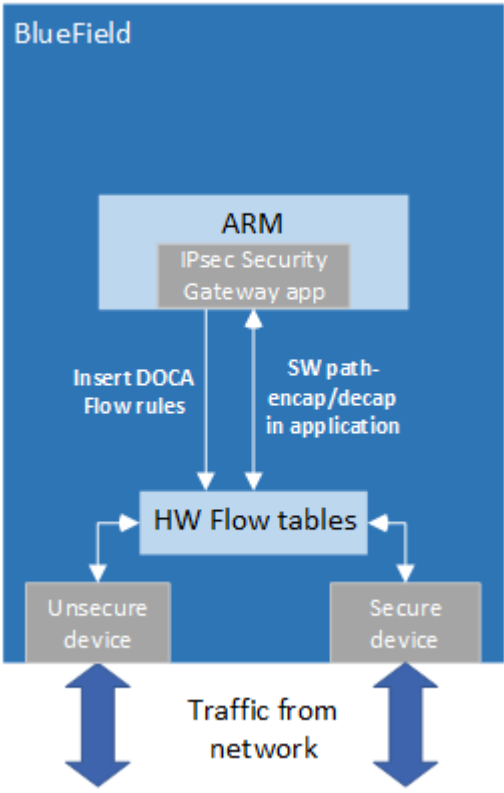 BlueField
ARM
IPsec Security
Gateway app
Insert DOCA
Flow rules
SW path-
encap/decap
in application
HW Flow tables
Unsecure
device
Secure
device
Traffic from
network